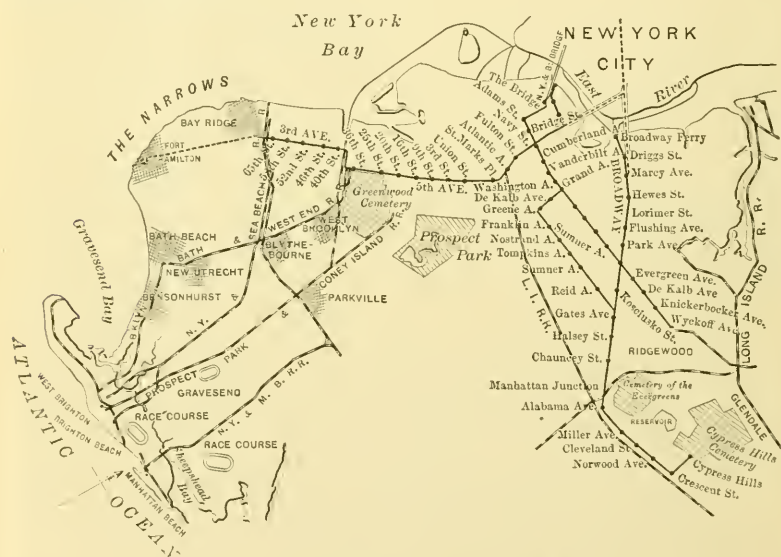 New York
Bay
NEW YORK
CITY
N.Y. & B. BRIDGE
East
River
THE NARROWS
BAY RIDGE
FORT
HAMILTON
3rd AVE.
65th St.
52nd St.
46th St.
40th St.
25th St.
20th St.
16th St.
9th St.
3rd St.
Union St.
St. Marks Pl.
Atlantic A.
Fulton St.
Navy St.
Adams St.
The Bridge
Bridge St.
5th AVE.
Washington A.
De Kalb Ave.
Greene A.
Franklin A.
Nostrand A.
Tompkins A.
Sumner A.
Reid A.
Gates Ave
Halsey St.
Chauncey St.
Manhattan Junction
Alabama Ave.
Miller Ave.
Cleveland St.
Norwood Ave.
Crescent St.
Cypress Hills
Cumberland A.
Vanderbilt A.
Grand A.
BROADWAY
Broadway Ferry
Driggs St.
Marcy Ave.
Hewes St.
Lorimer St.
Flushing Ave.
Park Ave.
Sumner A.
Kosciusko St.
Evergreen Ave.
De Kalb Ave
Knickerbocker Ave.
Wyckoff Av.
RIDGEWOOD
LONG ISLAND R. R.
GLENDALE
Cemetery of the
Evergreens
RESERVOIR
Cypress Hills
Cemetery
L. I. R.R.
Greenwood
Cemetery
Prospect
Park
SEA BEACH R. R.
BKLYN BATH & WEST END R R
WEST
BROOKLYN
BLYTHE-
BOURNE
BATH BEACH
NEW UTRECHT
BENSONHURST
Gravesend Bay
N.Y. &
PROSPECT PARK & CONEY ISLAND R. R.
PARKVILLE
GRAVESEND
RACE COURSE
RACE COURSE
N.Y. & M. B. R.R.
WEST BRIGHTON
BRIGHTON BEACH
MANHATTAN BEACH
Sheepshead
Bay
ATLANTIC
OCEAN